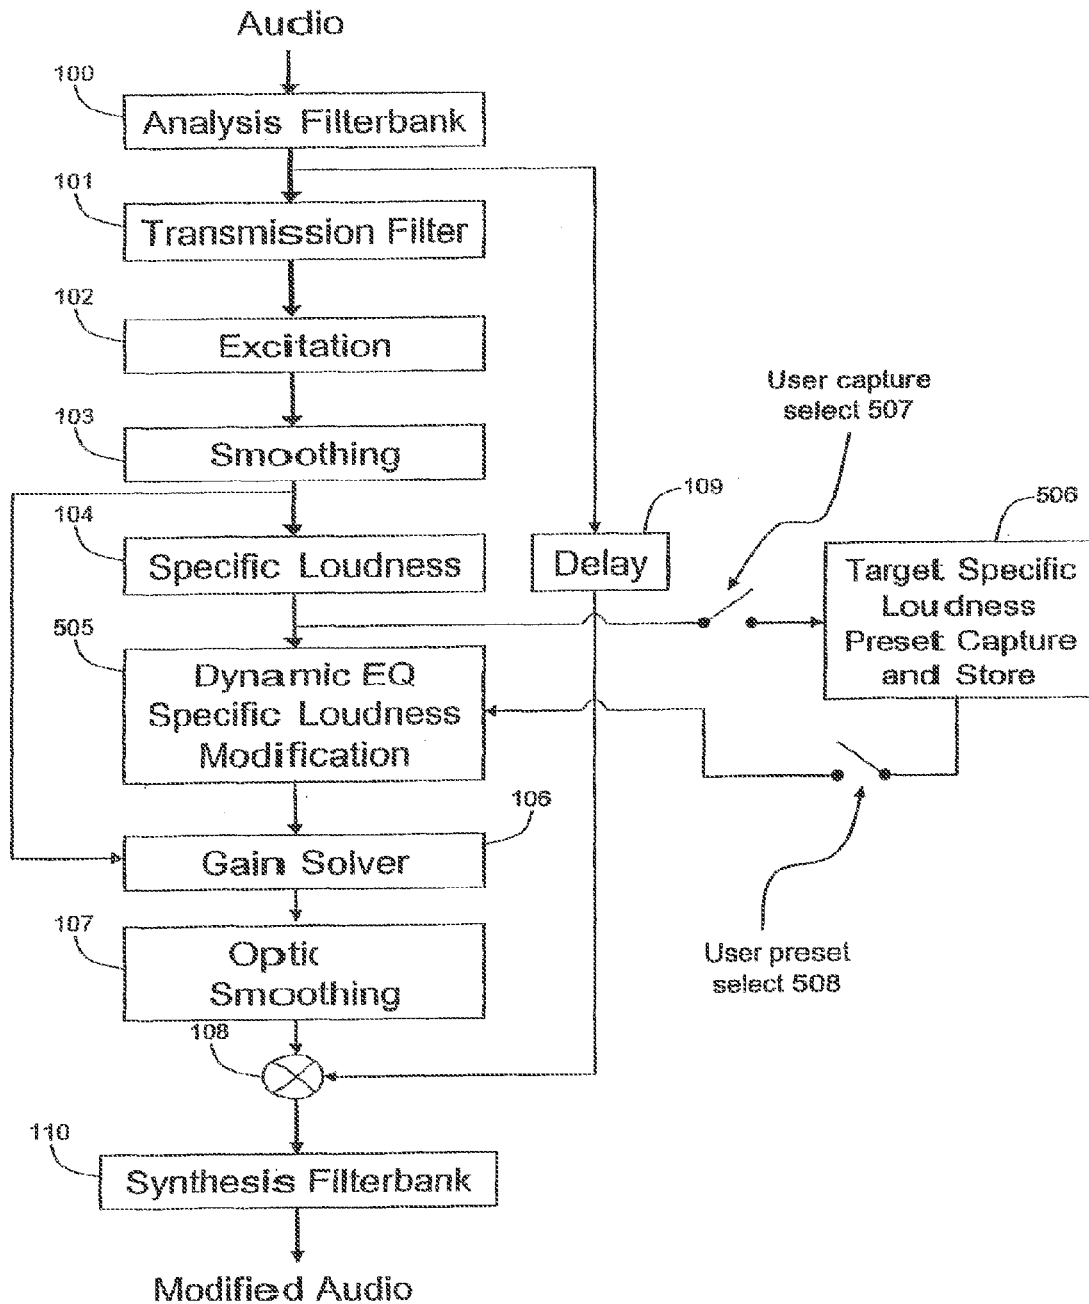 Audio
100
Analysis Filterbank
101
Transmission Filter
102
Excitation
103
Smoothing
104
Specific Loudness
109
Delay
User capture
select 507
506
Target Specific
Loudness
Preset Capture
and Store
505
Dynamic EQ
Specific Loudness
Modification
106
Gain Solver
User preset
select 508
107
Optic
Smoothing
108
110
Synthesis Filterbank
Modified Audio